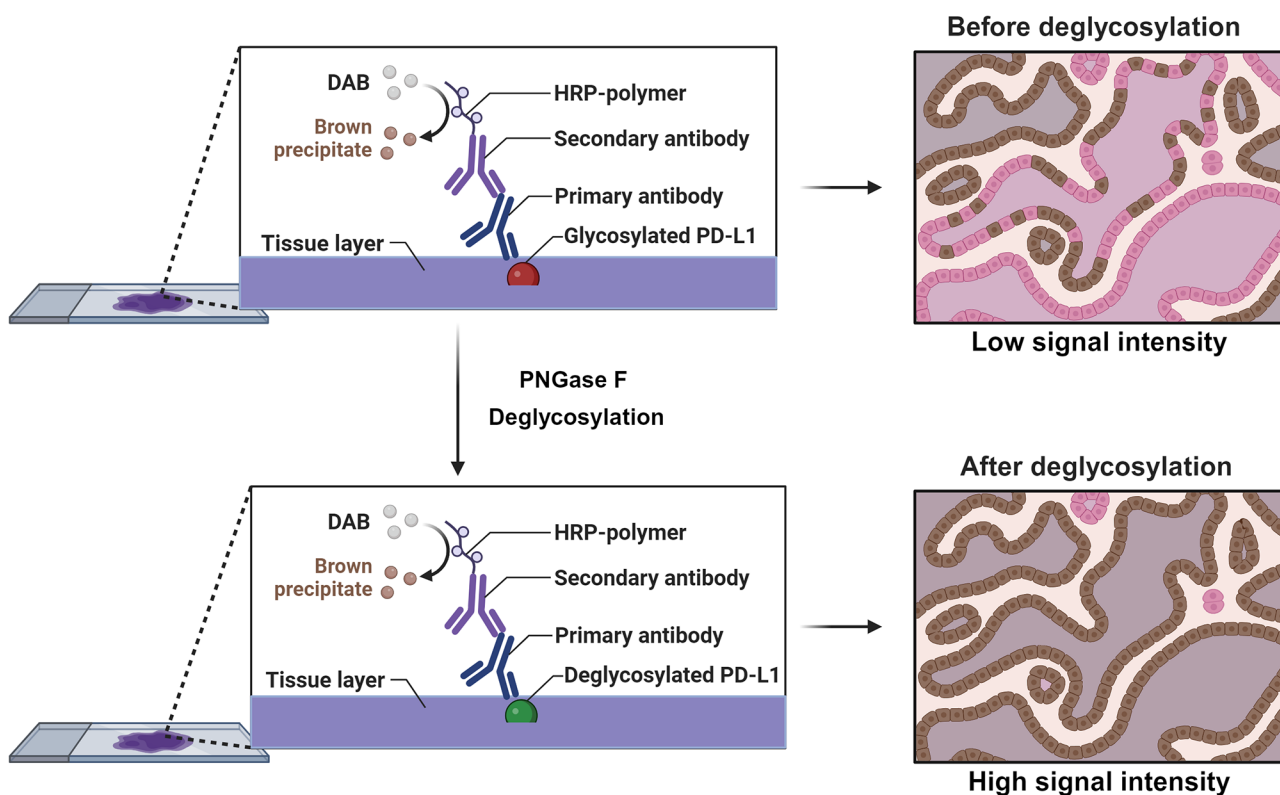 Before deglycosylation
DAB
HRP-polymer
Brown
precipitate
Secondary antibody
Primary antibody
Glycosylated PD-L1
Tissue layer
Low signal intensity
PNGase F
Deglycosylation
After deglycosylation
DAB
HRP-polymer
Brown
precipitate
Secondary antibody
Primary antibody
Deglycosylated PD-L1
Tissue layer
High signal intensity